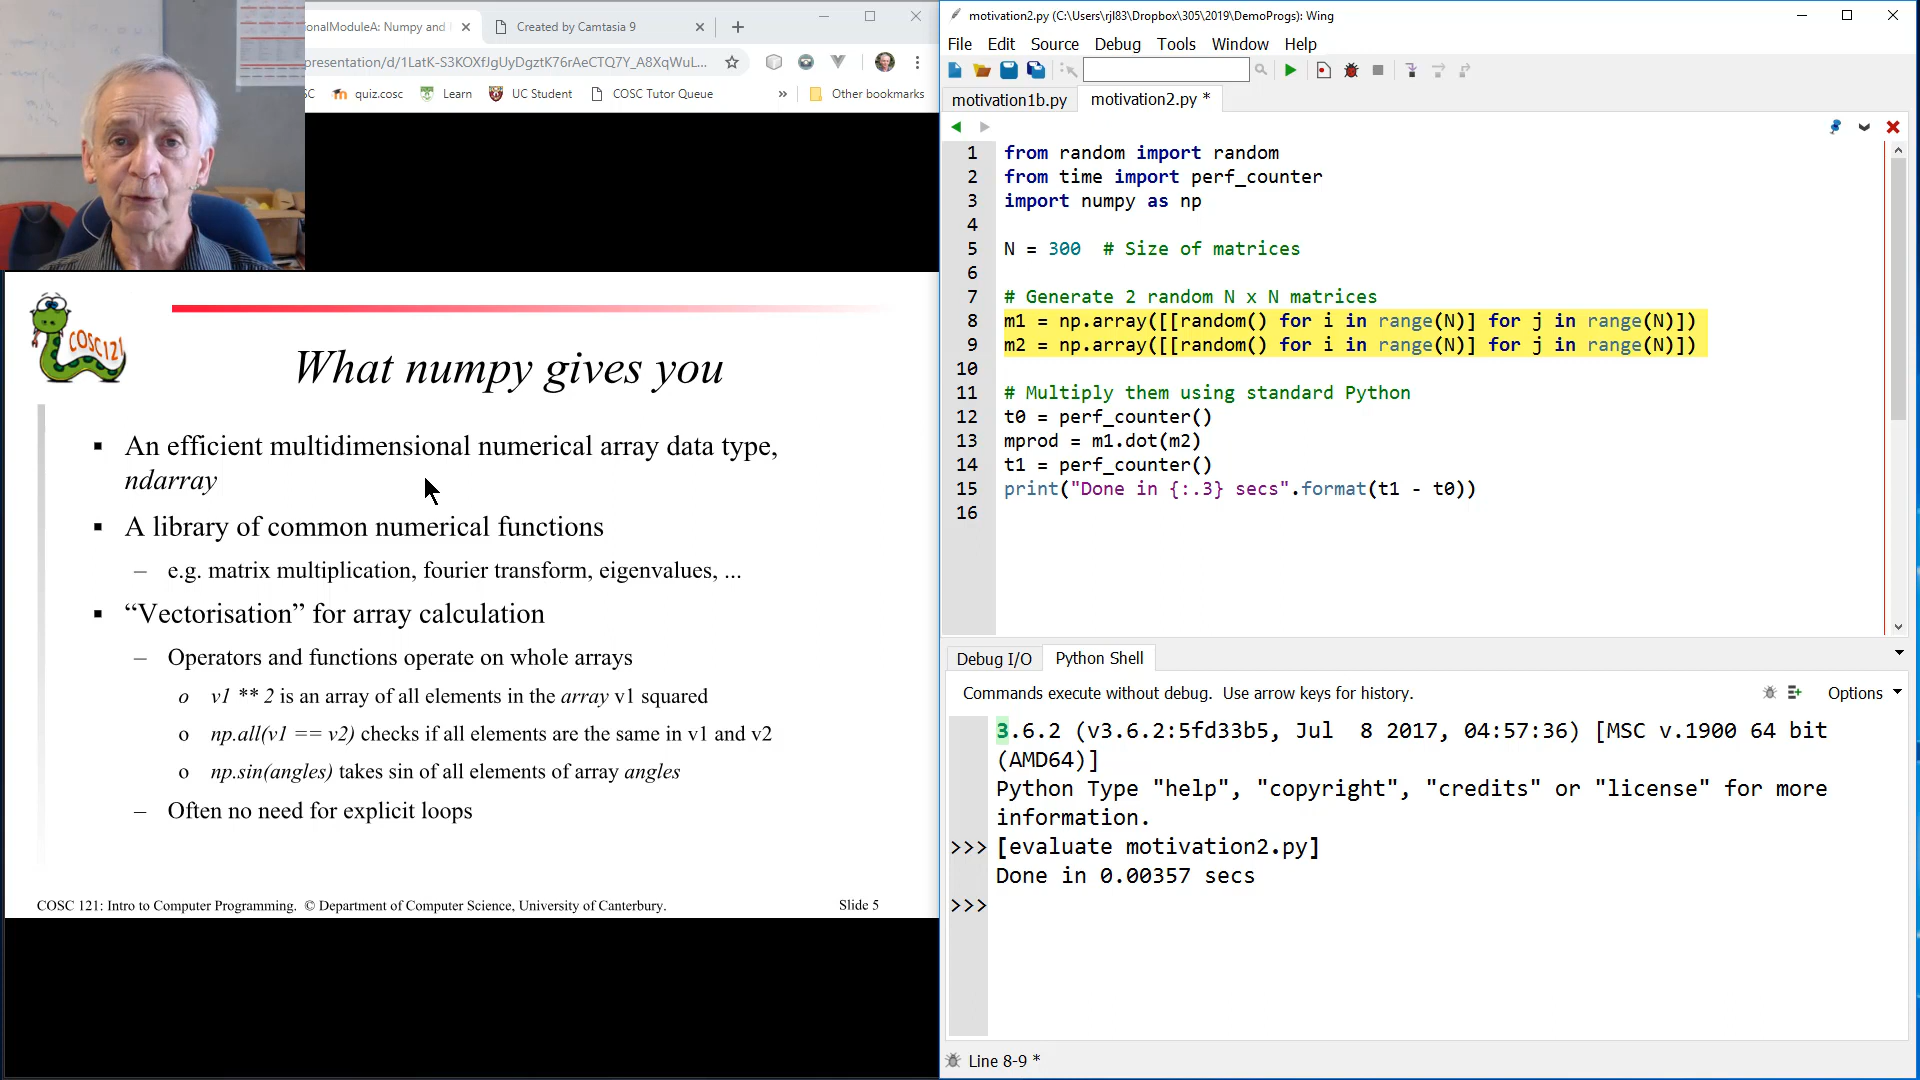 onalModuleA: Numpy and
Created by Camtasia 9
presentation/d/1LatK-S3KOXfJgUyDgztK76rAeCTQ7Y_A8XqWuL...
SC
quiz.cosc
Learn
UC Student
COSC Tutor Queue
»
Other bookmarks
COSC121
What numpy gives you
▪ An efficient multidimensional numerical array data type,
ndarray
▪ A library of common numerical functions
– e.g. matrix multiplication, fourier transform, eigenvalues, ...
▪ “Vectorisation” for array calculation
– Operators and functions operate on whole arrays
o v1 ** 2 is an array of all elements in the array v1 squared
o np.all(v1 == v2) checks if all elements are the same in v1 and v2
o np.sin(angles) takes sin of all elements of array angles
– Often no need for explicit loops
COSC 121: Intro to Computer Programming. © Department of Computer Science, University of Canterbury.
Slide 5
motivation2.py (C:\Users\rjl83\Dropbox\305\2019\DemoProgs): Wing
File Edit Source Debug Tools Window Help
motivation1b.py
motivation2.py *
1 from random import random
2 from time import perf_counter
3 import numpy as np
4
5 N = 300  # Size of matrices
6
7 # Generate 2 random N x N matrices
8 m1 = np.array([[random() for i in range(N)] for j in range(N)])
9 m2 = np.array([[random() for i in range(N)] for j in range(N)])
10
11 # Multiply them using standard Python
12 t0 = perf_counter()
13 mprod = m1.dot(m2)
14 t1 = perf_counter()
15 print("Done in {:.3} secs".format(t1 - t0))
16
Debug I/O
Python Shell
Commands execute without debug.  Use arrow keys for history.
Options
3.6.2 (v3.6.2:5fd33b5, Jul  8 2017, 04:57:36) [MSC v.1900 64 bit
(AMD64)]
Python Type "help", "copyright", "credits" or "license" for more
information.
>>> [evaluate motivation2.py]
Done in 0.00357 secs
>>>
Line 8-9 *